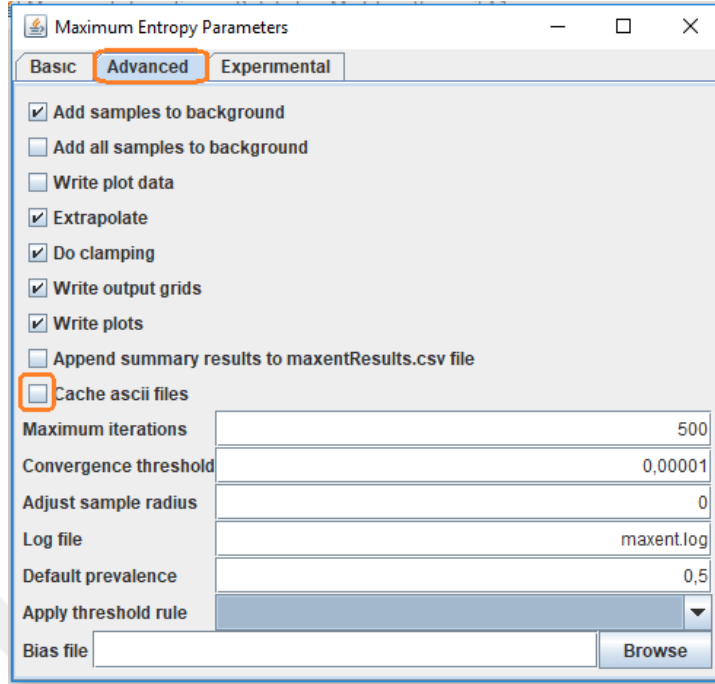 Maximum Entropy Parameters
Basic Advanced Experimental
Add samples to background
Add all samples to background
Write plot data
Extrapolate
Do clamping
Write output grids
Write plots
Append summary results to maxentResults.csv file
Cache ascii files
Maximum iterations 500
Convergence threshold 0,00001
Adjust sample radius 0
Log file maxent.log
Default prevalence 0,5
Apply threshold rule
Bias file Browse